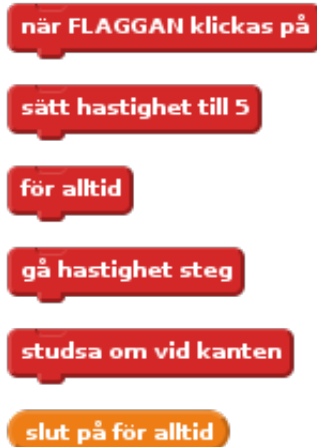 när FLAGGAN klickas på
sätt hastighet till 5
för alltid
gå hastighet steg
studsa om vid kanten
slut på för alltid